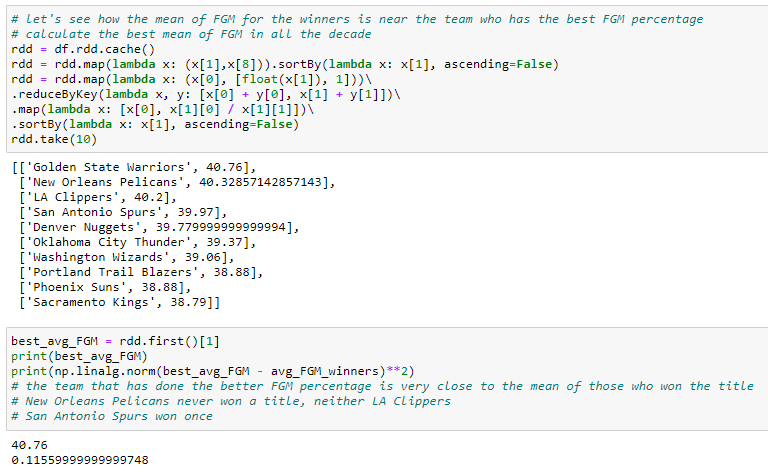 # let's see how the mean of FGM for the winners is near the team who has the best FGM percentage
# calculate the best mean of FGM in all the decade
rdd = df.rdd.cache()
rdd = rdd.map(lambda x: (x[1],x[8])).sortBy(lambda x: x[1], ascending=False)
rdd = rdd.map(lambda x: (x[0], [float(x[1]), 1]))\
.reduceByKey(lambda x, y: [x[0] + y[0], x[1] + y[1]])\
.map(lambda x: [x[0], x[1][0] / x[1][1]])\
.sortBy(lambda x: x[1], ascending=False)
rdd.take(10)
[['Golden State Warriors', 40.76],
['New Orleans Pelicans', 40.32857142857143],
['LA Clippers', 40.2],
['San Antonio Spurs', 39.97],
['Denver Nuggets', 39.779999999999994],
['Oklahoma City Thunder', 39.37],
['Washington Wizards', 39.06],
['Portland Trail Blazers', 38.88],
['Phoenix Suns', 38.88],
['Sacramento Kings', 38.79]]
best_avg_FGM = rdd.first()[1]
print(best_avg_FGM)
print(np.linalg.norm(best_avg_FGM - avg_FGM_winners)**2)
# the team that has done the better FGM percentage is very close to the mean of those who won the title
# New Orleans Pelicans never won a title, neither LA Clippers
# San Antonio Spurs won once
40.76
0.11559999999999748